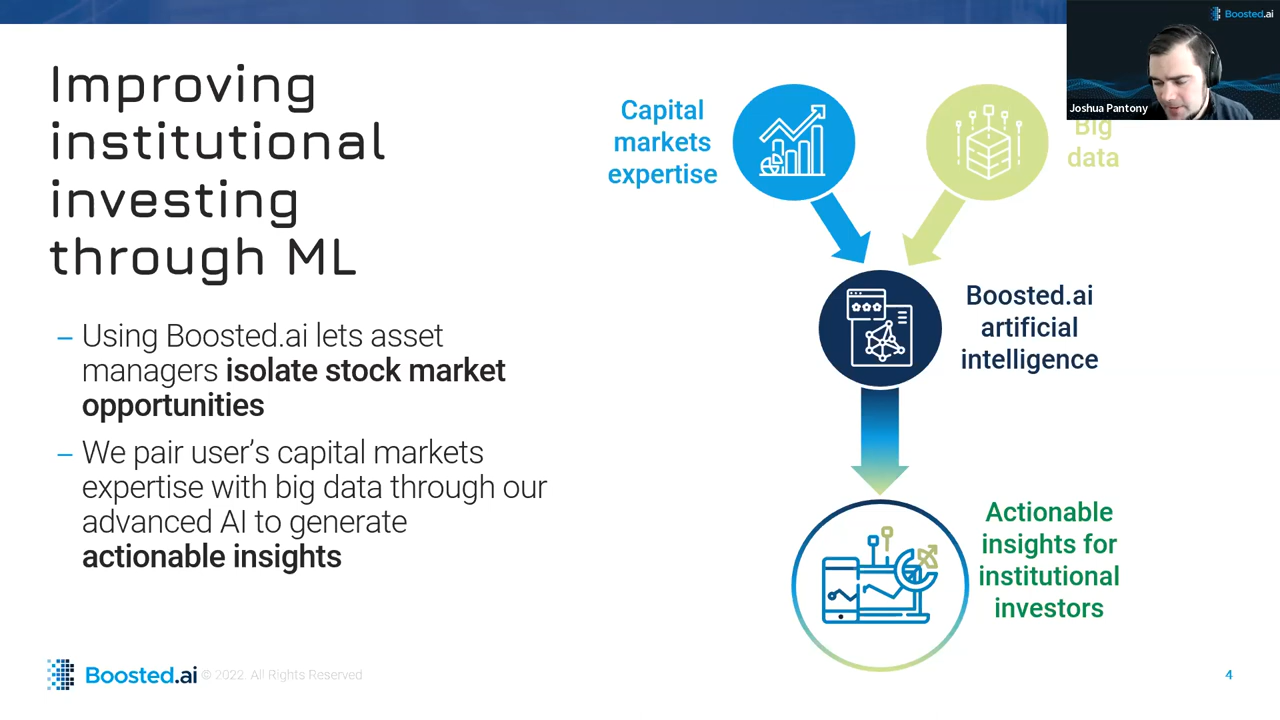 Improving
institutional
investing
through ML
– Using Boosted.ai lets asset
managers isolate stock market
opportunities
– We pair user's capital markets
expertise with big data through our
advanced AI to generate
actionable insights
Capital
markets
expertise
Big
data
Boosted.ai
artificial
intelligence
Actionable
insights for
institutional
investors
Boosted.ai
Joshua Pantony
Boosted.ai © 2022. All Rights Reserved
4